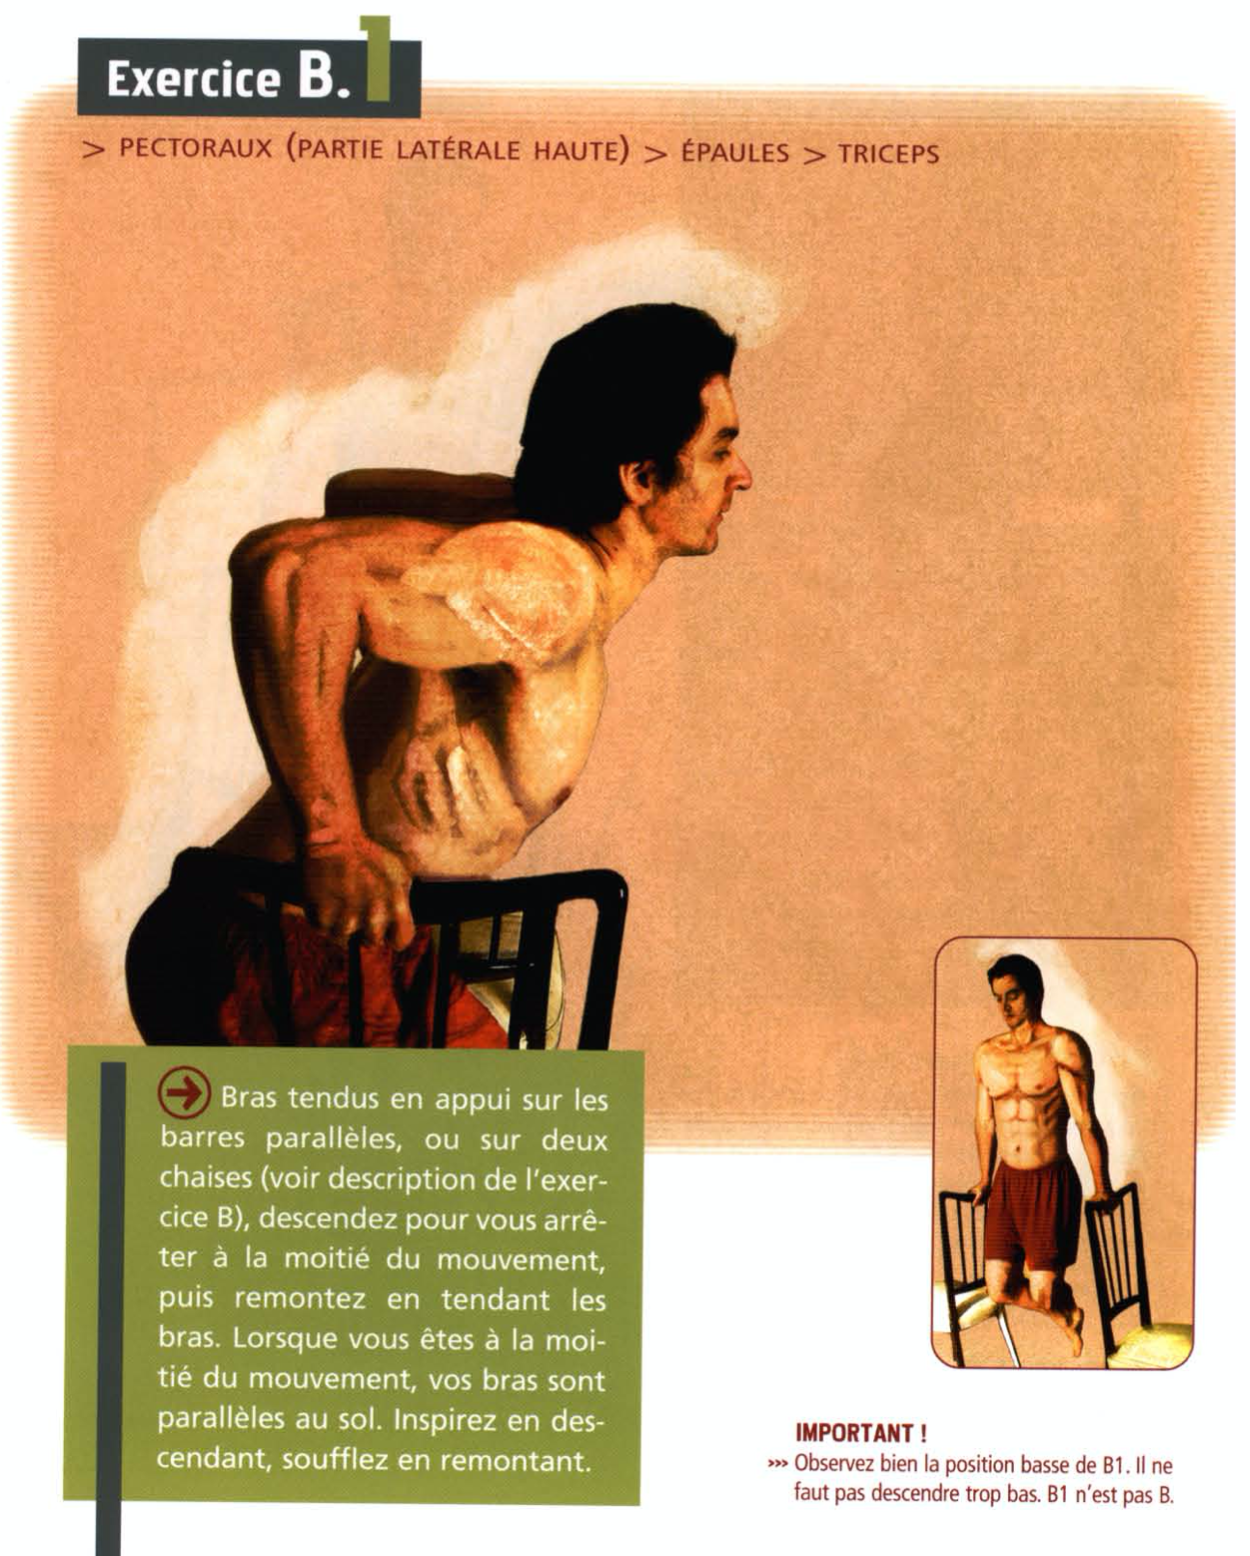 Exercice B.1
> PECTORAUX (PARTIE LATÉRALE HAUTE) > ÉPAULES > TRICEPS
Bras tendus en appui sur les
barres parallèles, ou sur deux
chaises (voir description de l'exer-
cice B), descendez pour vous arrê-
ter à la moitié du mouvement,
puis remontez en tendant les
bras. Lorsque vous êtes à la moi-
tié du mouvement, vos bras sont
parallèles au sol. Inspirez en des-
cendant, soufflez en remontant.
IMPORTANT !
»» Observez bien la position basse de B1. Il ne
faut pas descendre trop bas. B1 n'est pas B.